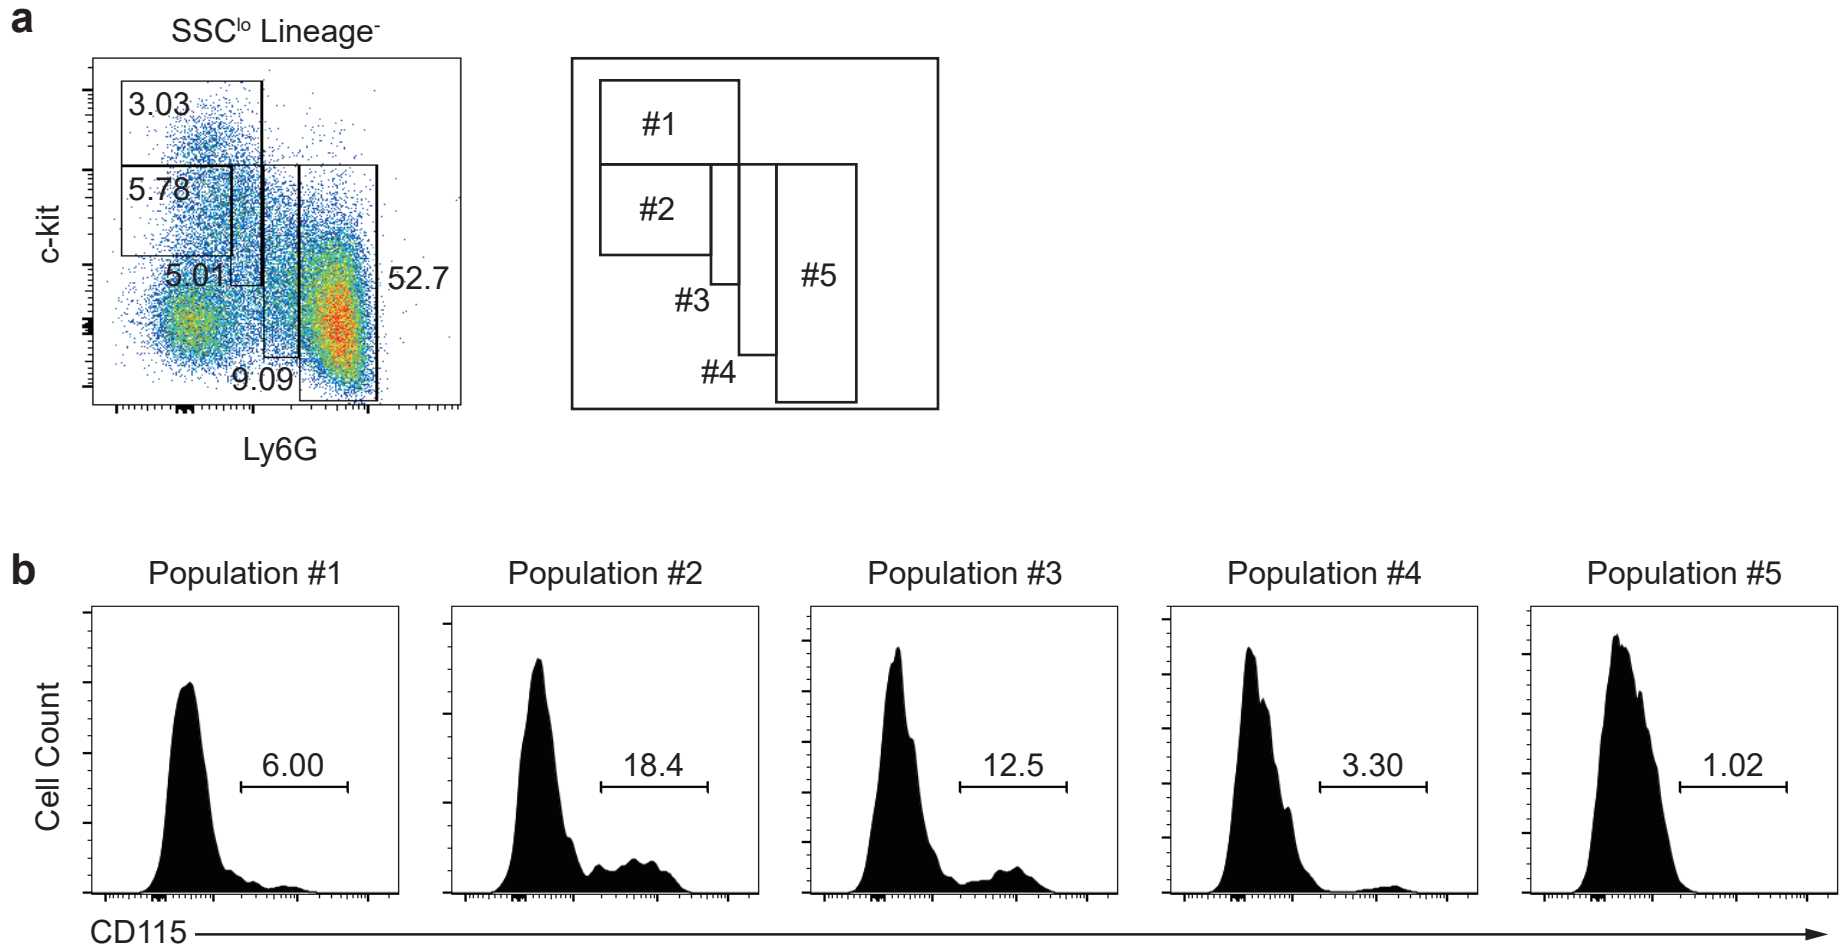 a
SSC^lo Lineage^-
3.03
5.78
5.01
9.09
52.7
c-kit
Ly6G
#1
#2
#3
#4
#5
b
Population #1
Population #2
Population #3
Population #4
Population #5
6.00
18.4
12.5
3.30
1.02
Cell Count
CD115